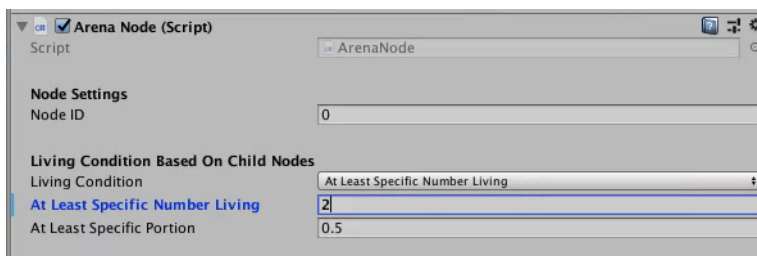 Arena Node (Script)
Script ArenaNode
Node Settings
Node ID 0
Living Condition Based On Child Nodes
Living Condition At Least Specific Number Living
At Least Specific Number Living 2
At Least Specific Portion 0.5